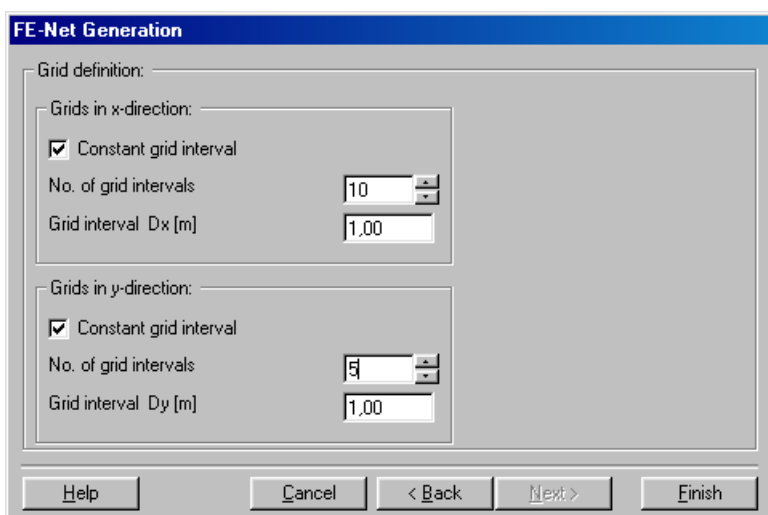 FE-Net Generation
Grid definition:
Grids in x-direction:
Constant grid interval
No. of grid intervals 10
Grid interval Dx [m] 1,00
Grids in y-direction:
Constant grid interval
No. of grid intervals 5
Grid interval Dy [m] 1,00
Help Cancel < Back Next > Finish